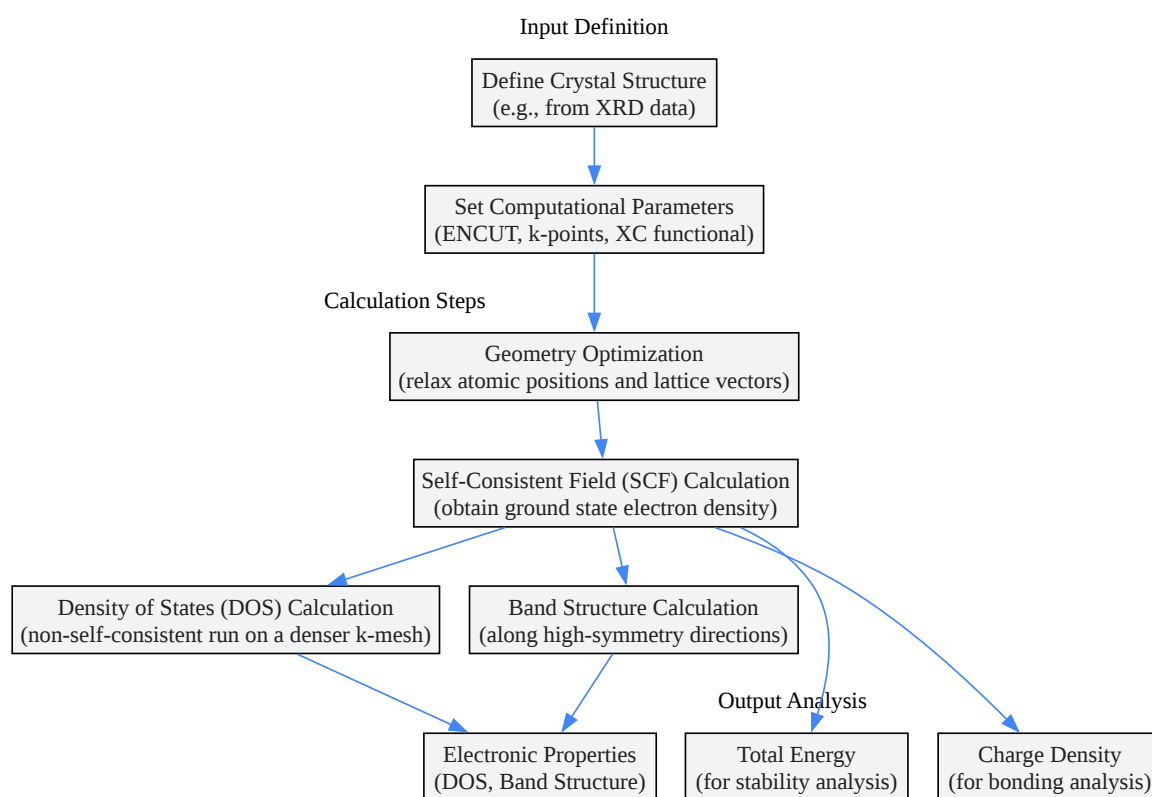 Input Definition
Define Crystal Structure
(e.g., from XRD data)
Set Computational Parameters
(ENCUT, k-points, XC functional)
Calculation Steps
Geometry Optimization
(relax atomic positions and lattice vectors)
Self-Consistent Field (SCF) Calculation
(obtain ground state electron density)
Density of States (DOS) Calculation
(non-self-consistent run on a denser k-mesh)
Band Structure Calculation
(along high-symmetry directions)
Output Analysis
Electronic Properties
(DOS, Band Structure)
Total Energy
(for stability analysis)
Charge Density
(for bonding analysis)